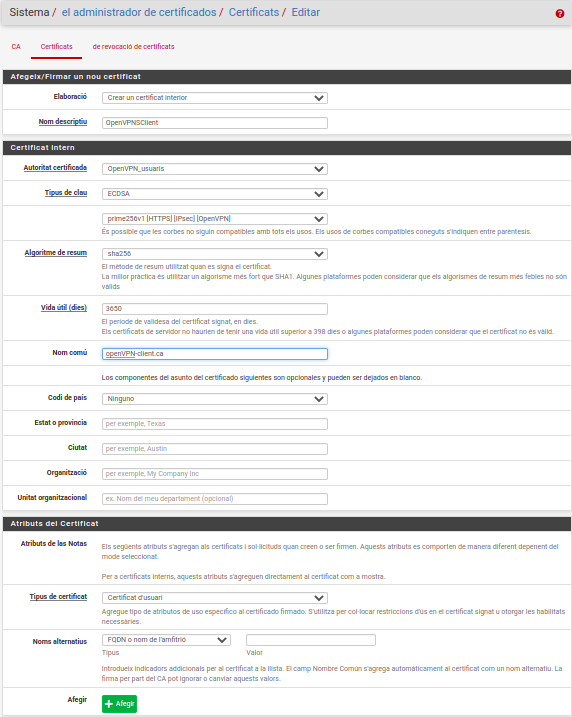 Sistema / el administrador de certificados / Certificats / Editar
CA Certificats de revocació de certificats
Afegeix/Firmar un nou certificat
Elaboració Crear un certificat interior
Nom descriptiu OpenVPNSClient
Certificat intern
Autoritat certificada OpenVPN_usuaris
Tipus de clau ECDSA
prime256v1 [HTTPS] [IPsec] [OpenVPN]
És possible que les corbes no siguin compatibles amb tots els usos. Els usos de corbes compatibles coneguts s'indiquen entre parèntesis.
Algoritme de resum sha256
El mètode de resum utilitzat quan es signa el certificat.
La millor pràctica és utilitzar un algorisme més fort que SHA1. Algunes plataformes poden considerar que els algorismes de resum més febles no són
vàlids
Vida útil (dies) 3650
El període de validesa del certificat signat, en dies.
Els certificats de servidor no haurien de tenir una vida útil superior a 398 dies o algunes plataformes poden considerar que el certificat no és vàlid.
Nom comú openVPN-client.ca
Los componentes del asunto del certificado siguientes son opcionales y pueden ser dejados en blanco.
Codi de país Ninguno
Estat o província per exemple, Texas
Ciutat per exemple, Austin
Organització per exemple, My Company Inc
Unitat organitzacional ex. Nom del meu departament (opcional)
Atributs del Certificat
Atributs de las Notas Els següents atributs s'agregan als certificats i sol·licituds quan creen o se firmen. Aquests atributs es comporten de manera diferent depenent del
mode seleccionat.
Per a certificats interns, aquests atributs s'agreguen directament al certificat com a mostra.
Tipus de certificat Certificat d'usuari
Agregue tipo de atributos de uso específico al certificado firmado. S'utilitza per col·locar restriccions d'ús en el certificat signat u otorgar les habilitats
necessàries.
Noms alternatius FQDN o nom de l'amfitrió
Tipus Valor
Introdueix indicadors addicionals per al certificat a la llista. El camp Nombre Común s'agrega automàticament al certificat com un nom alternatiu. La
firma per part del CA pot ignorar o canviar aquests valors.
Afegir + Afegir